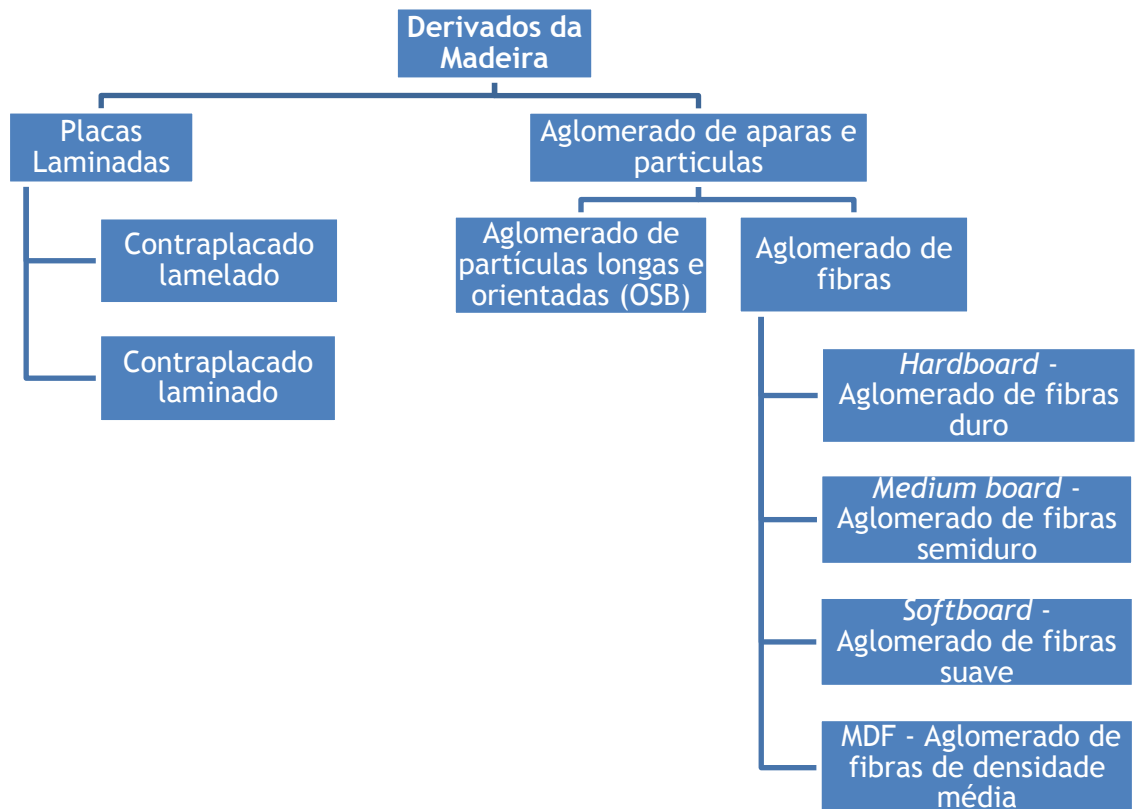 Derivados da
Madeira
Placas
Laminadas
Aglomerado de aparas e
particulas
Contraplacado
lamelado
Contraplacado
laminado
Aglomerado de
partículas longas e
orientadas (OSB)
Aglomerado de
fibras
Hardboard -
Aglomerado de fibras
duro
Medium board -
Aglomerado de fibras
semiduro
Softboard -
Aglomerado de fibras
suave
MDF - Aglomerado de
fibras de densidade
média